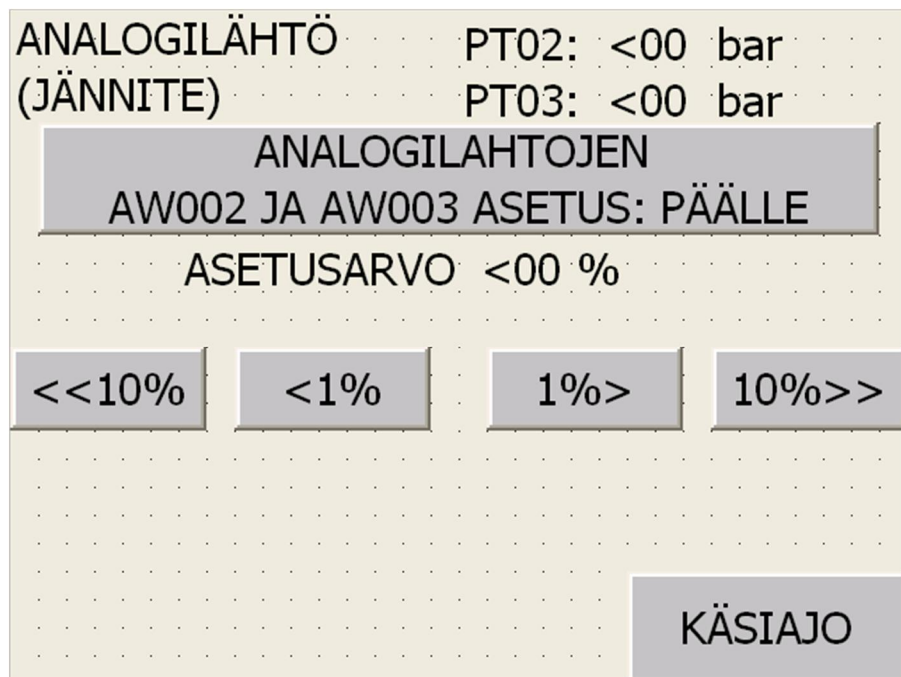 ANALOGILÄHTÖ PT02: <00 bar
(JÄNNITE) PT03: <00 bar
ANALOGILAHTOJEN
AW002 JA AW003 ASETUS: PÄÄLLE
ASETUSARVO <00 %
<<10% <1% 1%> 10%>>
KÄSIAJO